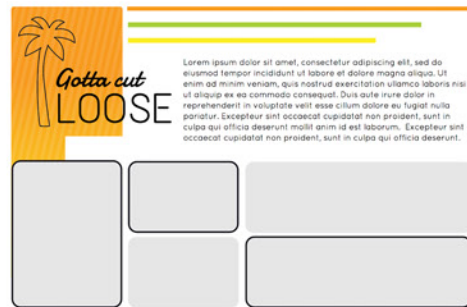 Gotta cut
LOOSE
Lorem ipsum dolor sit amet, consectetur adipiscing elit, sed do
eiusmod tempor incididunt ut labore et dolore magna aliqua. Ut
enim ad minim veniam, quis nostrud exercitation ullamco laboris nisi
ut aliquip ex ea commodo consequat. Duis aute irure dolor in
reprehenderit in voluptate velit esse cillum dolore eu fugiat nulla
pariatur. Excepteur sint occaecat cupidatat non proident, sunt in
culpa qui officia deserunt mollit anim id est laborum. Excepteur sint
occaecat cupidatat non proident, sunt in culpa qui officia deserunt.